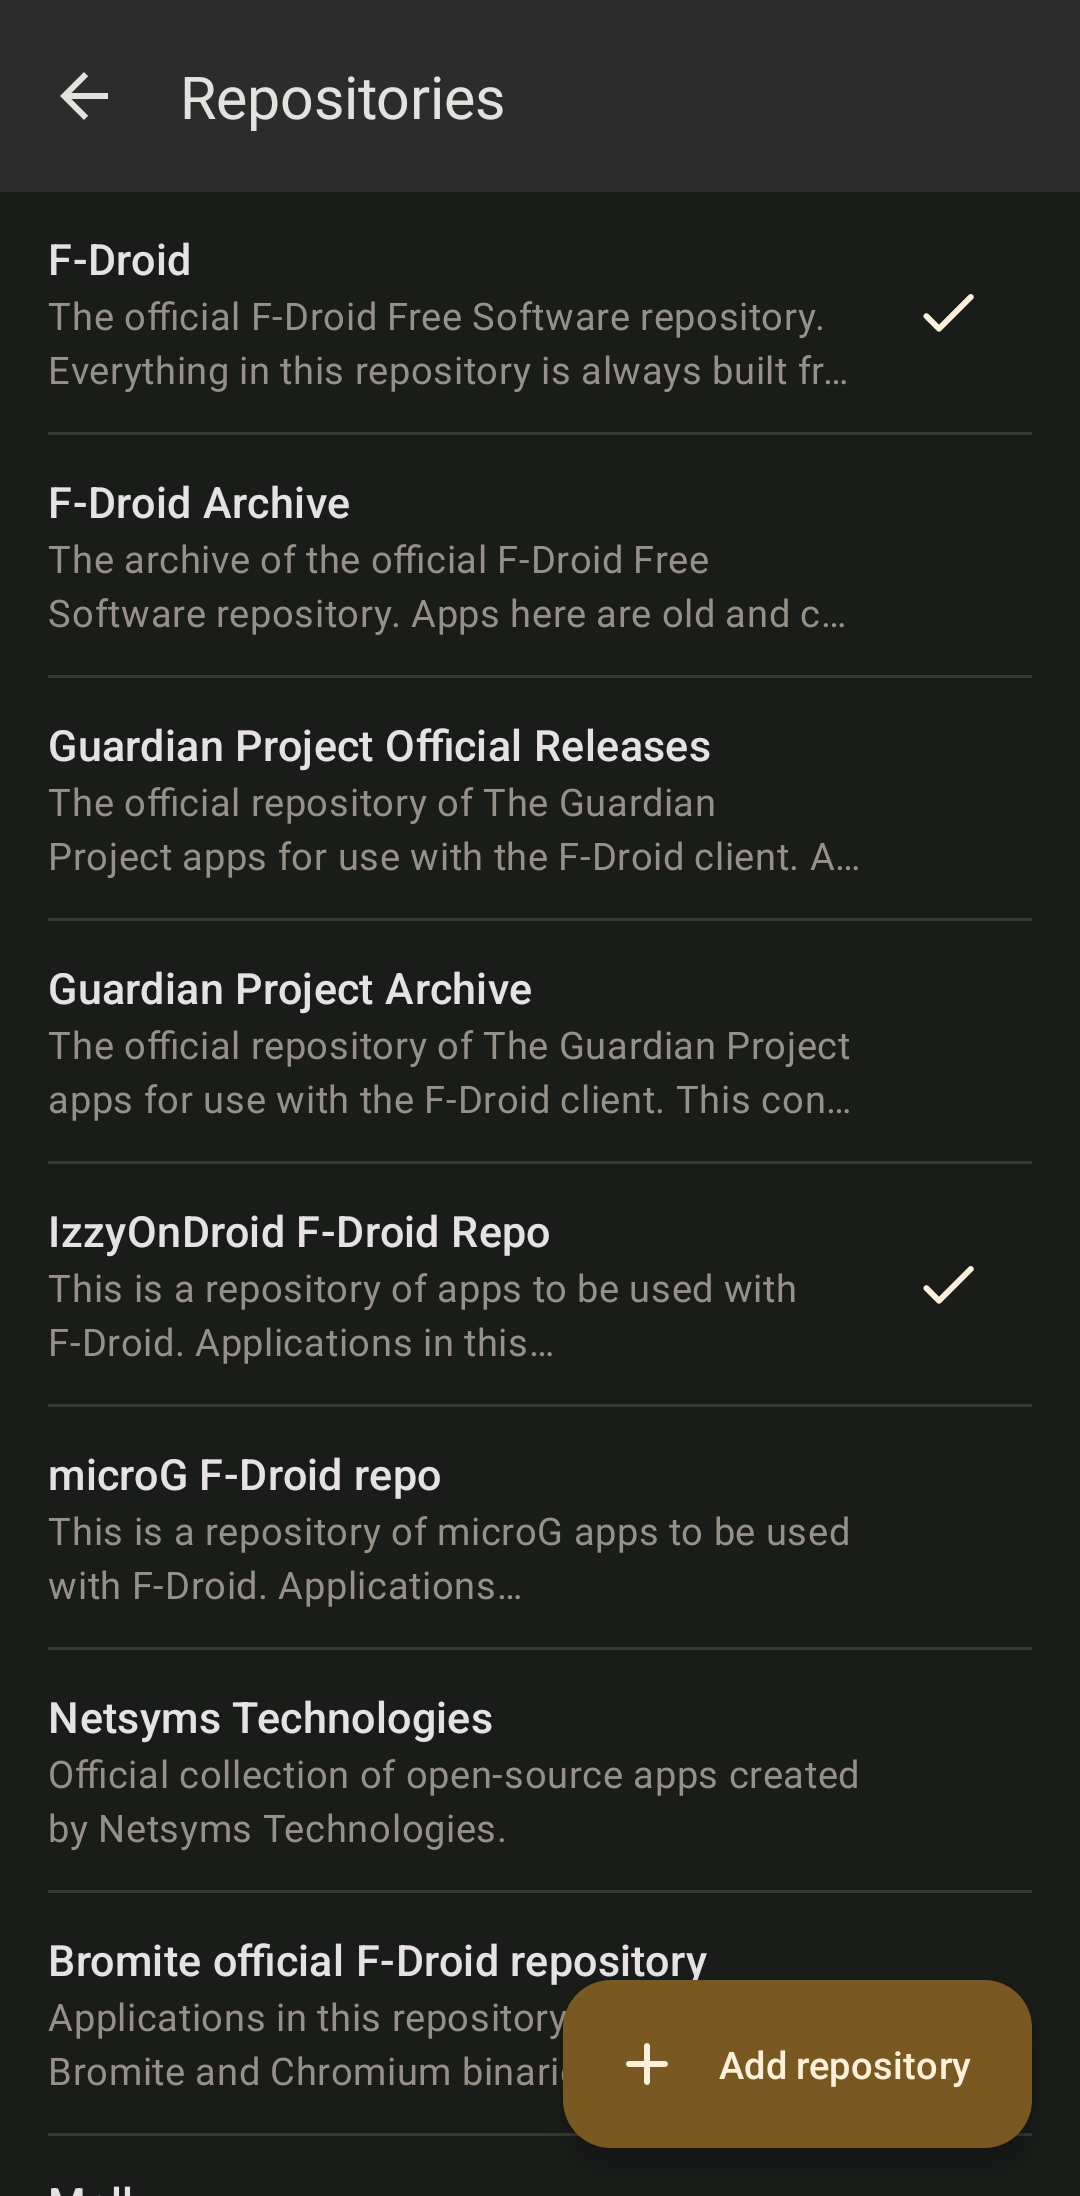 Repositories
F-Droid
The official F-Droid Free Software repository.
Everything in this repository is always built fr…
F-Droid Archive
The archive of the official F-Droid Free
Software repository. Apps here are old and c…
Guardian Project Official Releases
The official repository of The Guardian
Project apps for use with the F-Droid client. A…
Guardian Project Archive
The official repository of The Guardian Project
apps for use with the F-Droid client. This con…
IzzyOnDroid F-Droid Repo
This is a repository of apps to be used with
F-Droid. Applications in this…
microG F-Droid repo
This is a repository of microG apps to be used
with F-Droid. Applications…
Netsyms Technologies
Official collection of open-source apps created
by Netsyms Technologies.
Bromite official F-Droid repository
Applications in this repository
Bromite and Chromium
Add repository